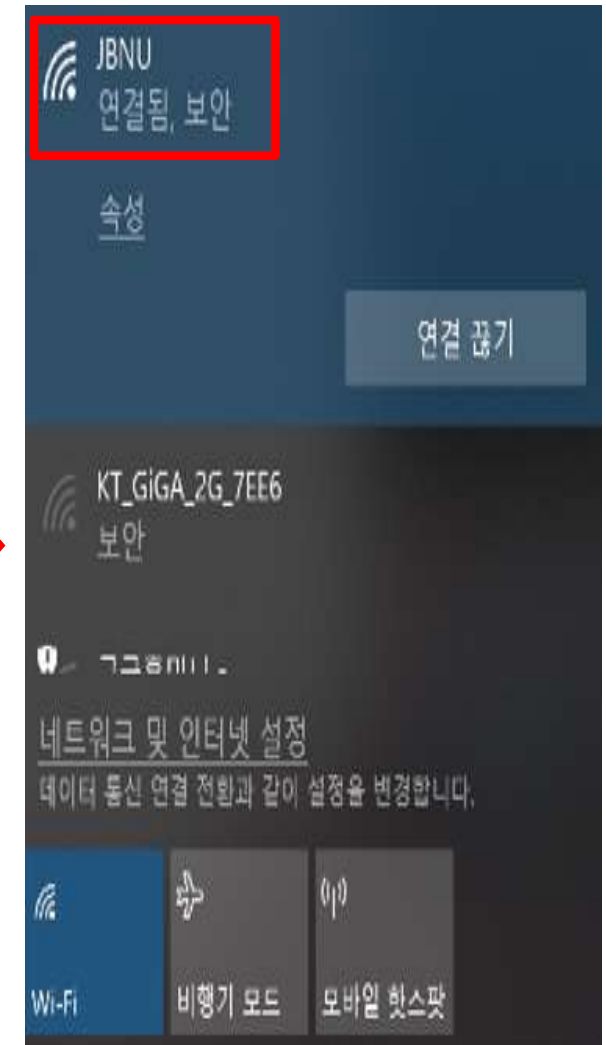 JBNU
연결됨, 보안
속성
연결 끊기
KT_GiGA_2G_7EE6
보안
네트워크 및 인터넷 설정
데이터 통신 연결 전환과 같이 설정을 변경합니다.
Wi-Fi
비행기 모드
모바일 핫스팟